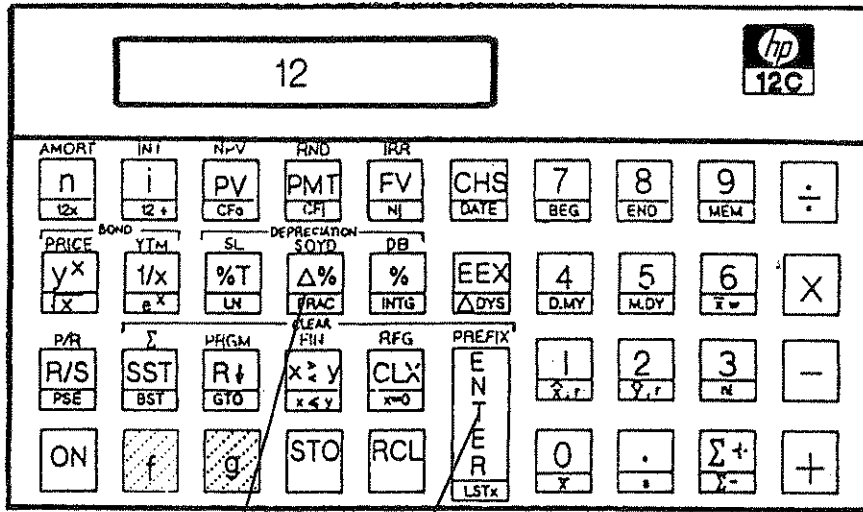 12
hp
12C
AMORT INT NPV RND IRR
n i PV PMT FV CHS 7 8 9 ÷
12x 12÷ CFo CFj Nj DATE BEG END MEM
BOND DEPRECIATION
PRICE YTM SL SOYD DB
y^x 1/x %T Δ% % EEX 4 5 6 X
√x e^x LN FRAC INTG ΔDYS D.MY M.DY x̄w
CLEAR
P/R Σ PRGM FIN RFG PREFIX
R/S SST R↓ x≷y CLX ENTER 1 2 3 −
PSE BST GTO x≤y x=0 x̂,r ŷ,r n!
ON f g STO RCL 0 . Σ+ +
LSTx x̄ s Σ-